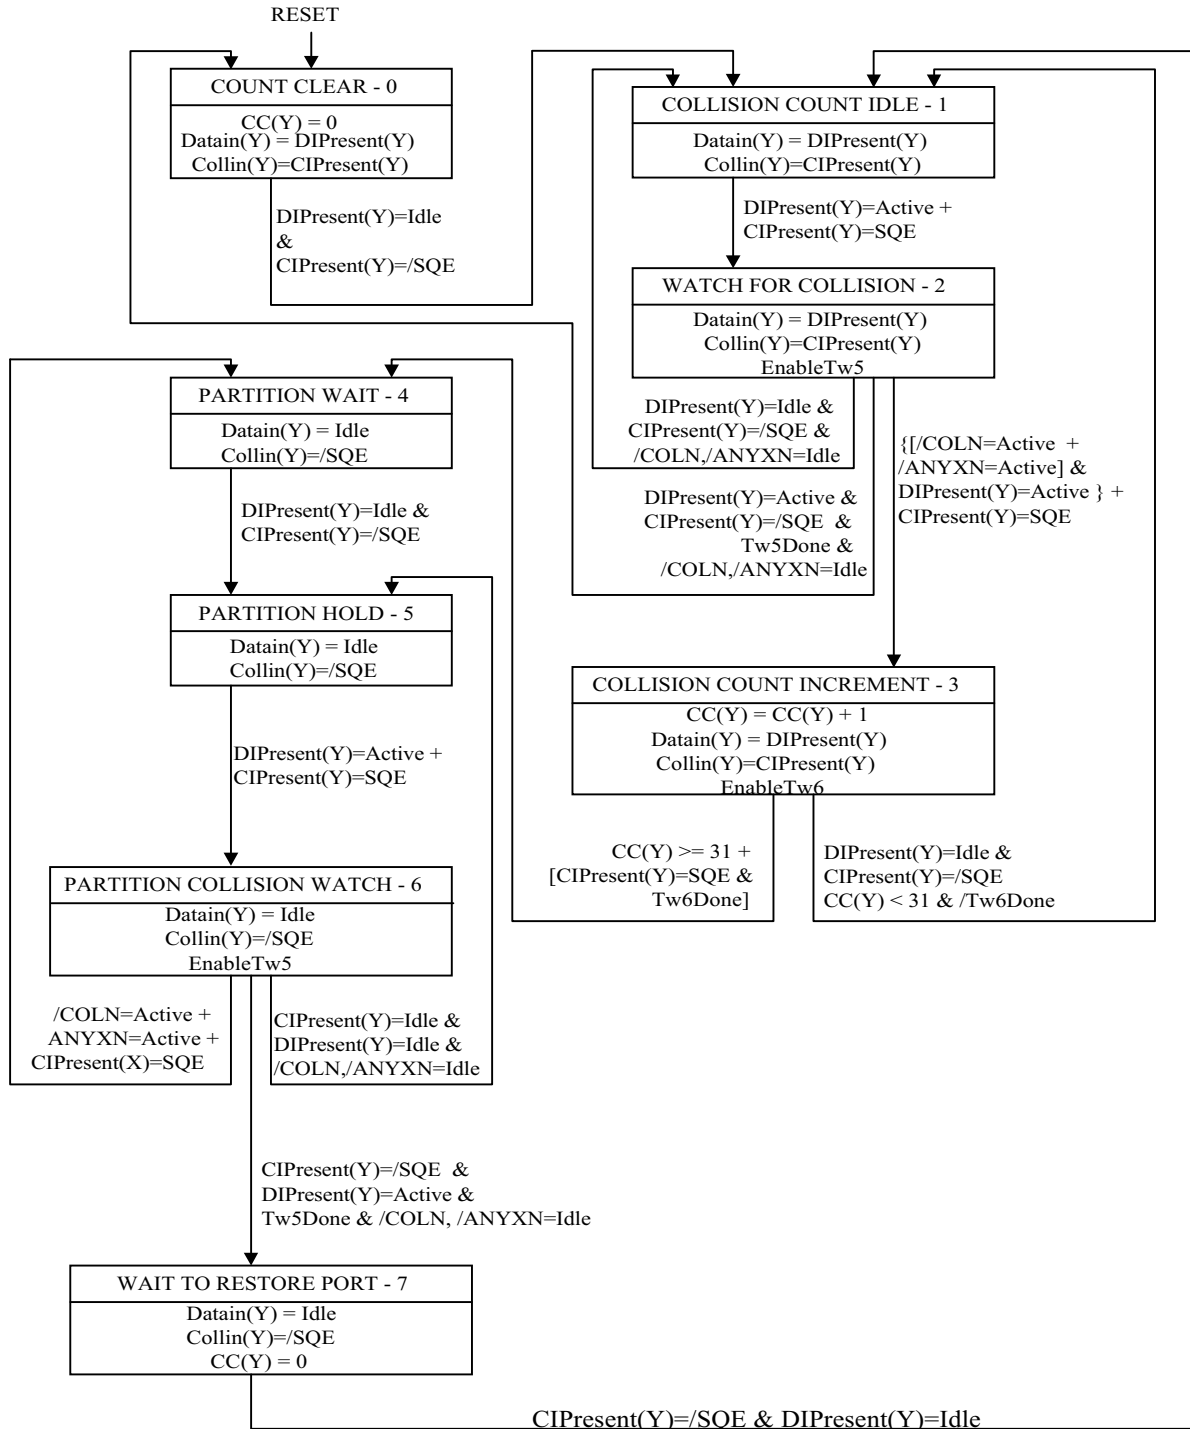 RESET
COUNT CLEAR - 0
CC(Y) = 0
Datain(Y) = DIPresent(Y)
Collin(Y)=CIPresent(Y)
DIPresent(Y)=Idle
&
CIPresent(Y)=/SQE
COLLISION COUNT IDLE - 1
Datain(Y) = DIPresent(Y)
Collin(Y)=CIPresent(Y)
DIPresent(Y)=Active +
CIPresent(Y)=SQE
WATCH FOR COLLISION - 2
Datain(Y) = DIPresent(Y)
Collin(Y)=CIPresent(Y)
EnableTw5
DIPresent(Y)=Idle &
CIPresent(Y)=/SQE &
/COLN,/ANYXN=Idle
DIPresent(Y)=Active &
CIPresent(Y)=/SQE &
Tw5Done &
/COLN,/ANYXN=Idle
{[/COLN=Active +
/ANYXN=Active] &
DIPresent(Y)=Active } +
CIPresent(Y)=SQE
COLLISION COUNT INCREMENT - 3
CC(Y) = CC(Y) + 1
Datain(Y) = DIPresent(Y)
Collin(Y)=CIPresent(Y)
EnableTw6
CC(Y) >= 31 +
[CIPresent(Y)=SQE &
Tw6Done]
DIPresent(Y)=Idle &
CIPresent(Y)=/SQE
CC(Y) < 31 & /Tw6Done
PARTITION WAIT - 4
Datain(Y) = Idle
Collin(Y)=/SQE
DIPresent(Y)=Idle &
CIPresent(Y)=/SQE
PARTITION HOLD - 5
Datain(Y) = Idle
Collin(Y)=/SQE
DIPresent(Y)=Active +
CIPresent(Y)=SQE
PARTITION COLLISION WATCH - 6
Datain(Y) = Idle
Collin(Y)=/SQE
EnableTw5
/COLN=Active +
ANYXN=Active +
CIPresent(X)=SQE
CIPresent(Y)=Idle &
DIPresent(Y)=Idle &
/COLN,/ANYXN=Idle
CIPresent(Y)=/SQE &
DIPresent(Y)=Active &
Tw5Done & /COLN, /ANYXN=Idle
WAIT TO RESTORE PORT - 7
Datain(Y) = Idle
Collin(Y)=/SQE
CC(Y) = 0
CIPresent(Y)=/SQE & DIPresent(Y)=Idle